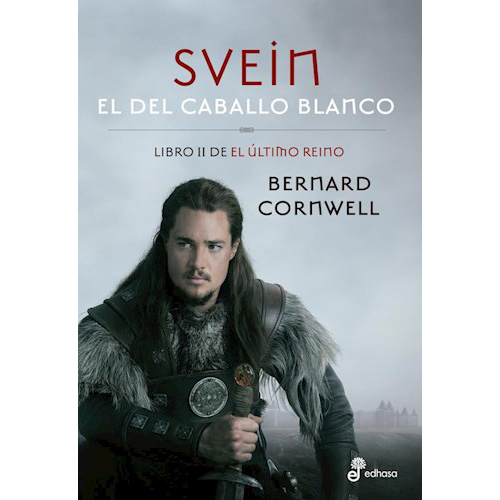 SVEIN
EL DEL CABALLO BLANCO
LIBRO II DE EL ÚLTIMO REINO
BERNARD
CORNWELL
edhasa